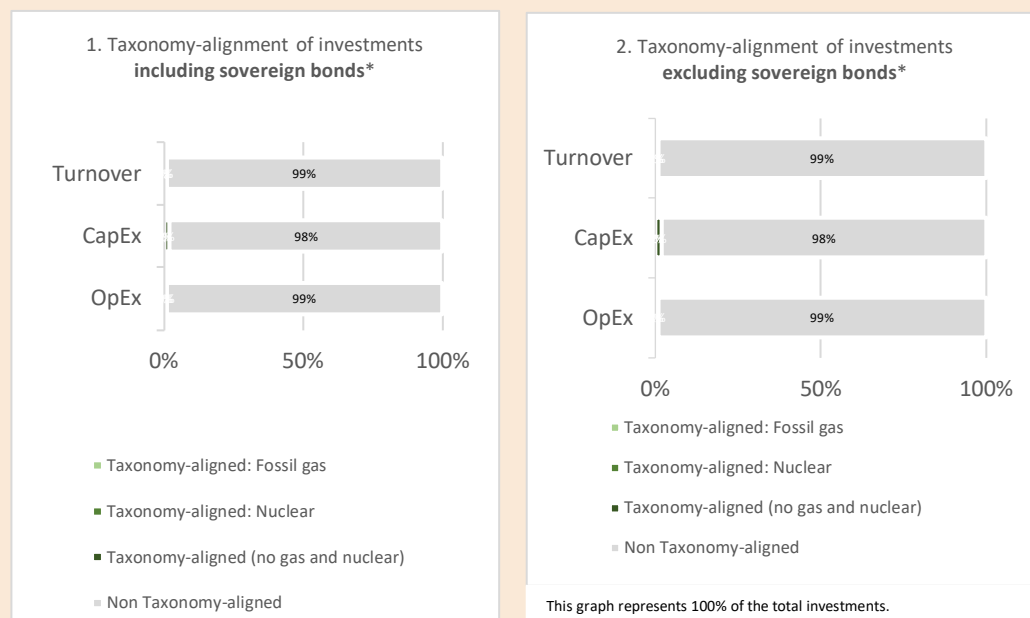 1. Taxonomy-alignment of investments
including sovereign bonds*
Turnover
99%
CapEx
98%
OpEx
99%
0%
50%
100%
Taxonomy-aligned: Fossil gas
Taxonomy-aligned: Nuclear
Taxonomy-aligned (no gas and nuclear)
Non Taxonomy-aligned
2. Taxonomy-alignment of investments
excluding sovereign bonds*
Turnover
99%
CapEx
98%
OpEx
99%
0%
50%
100%
Taxonomy-aligned: Fossil gas
Taxonomy-aligned: Nuclear
Taxonomy-aligned (no gas and nuclear)
Non Taxonomy-aligned
This graph represents 100% of the total investments.